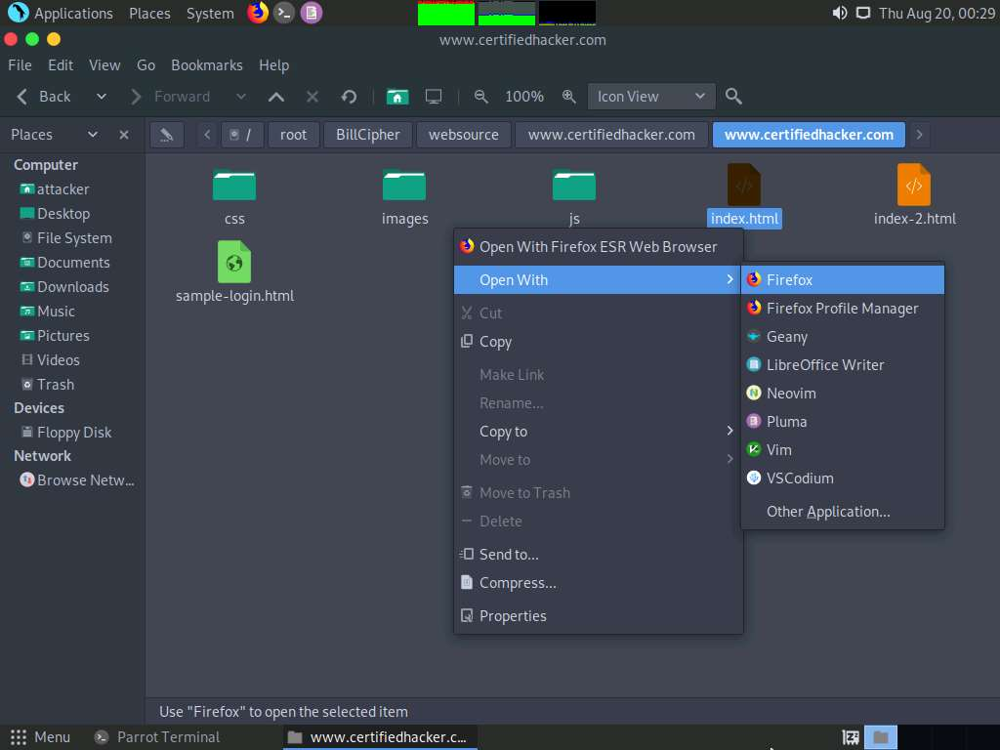 Applications Places System Thu Aug 20, 00:29
www.certifiedhacker.com
File Edit View Go Bookmarks Help
Back Forward 100% Icon View
Places / root BillCipher websource www.certifiedhacker.com www.certifiedhacker.com
Computer
attacker
Desktop
File System
Documents
Downloads
Music
Pictures
Videos
Trash
Devices
Floppy Disk
Network
Browse Netw...
css images js index.html index-2.html
sample-login.html
Open With Firefox ESR Web Browser
Open With
Cut
Copy
Make Link
Rename...
Copy to
Move to
Move to Trash
Delete
Send to...
Compress...
Properties
Firefox
Firefox Profile Manager
Geany
LibreOffice Writer
Neovim
Pluma
Vim
VSCodium
Other Application...
Use "Firefox" to open the selected item
Menu Parrot Terminal www.certifiedhacker.c...